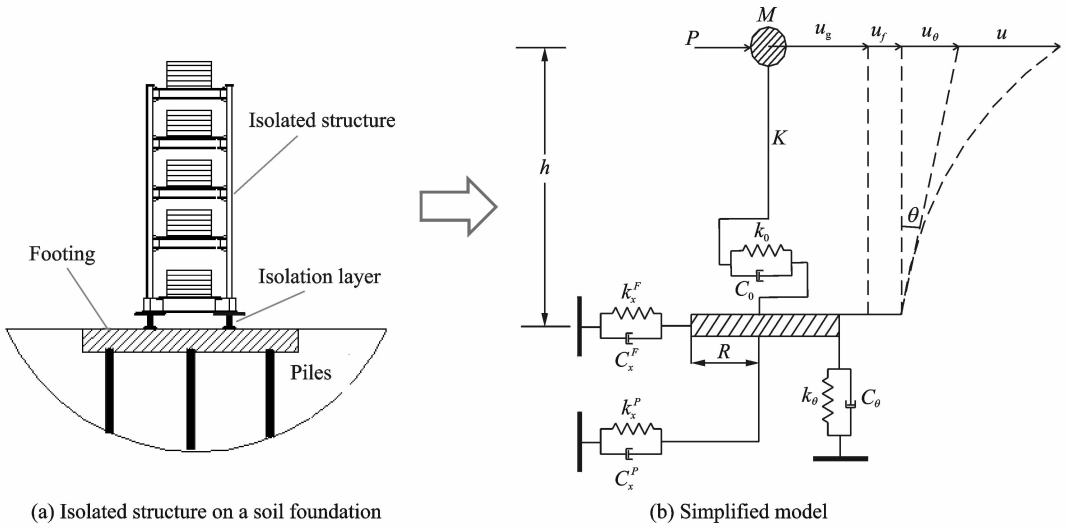 Isolated structure
Footing
Isolation layer
Piles
(a) Isolated structure on a soil foundation
P
M
u_g
u_f
u_θ
u
K
h
θ
k_0
C_0
k_x^F
C_x^F
R
k_x^P
C_x^P
k_θ
C_θ
(b) Simplified model